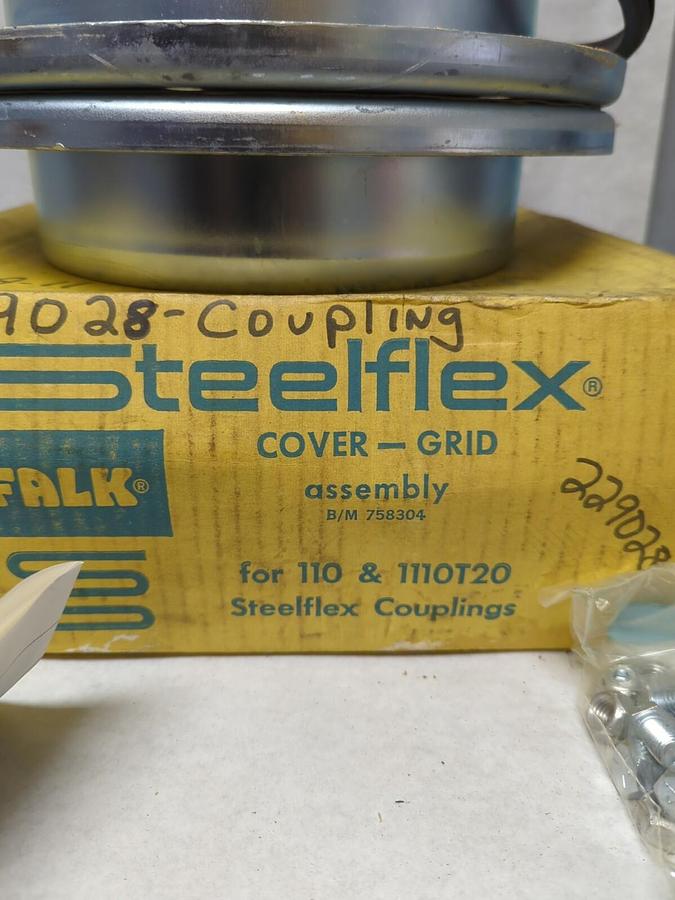 9028-Coupling
Steelflex®
COVER — GRID
FALK®
assembly
B/M 758304
229028
for 110 & 1110T20
Steelflex Couplings